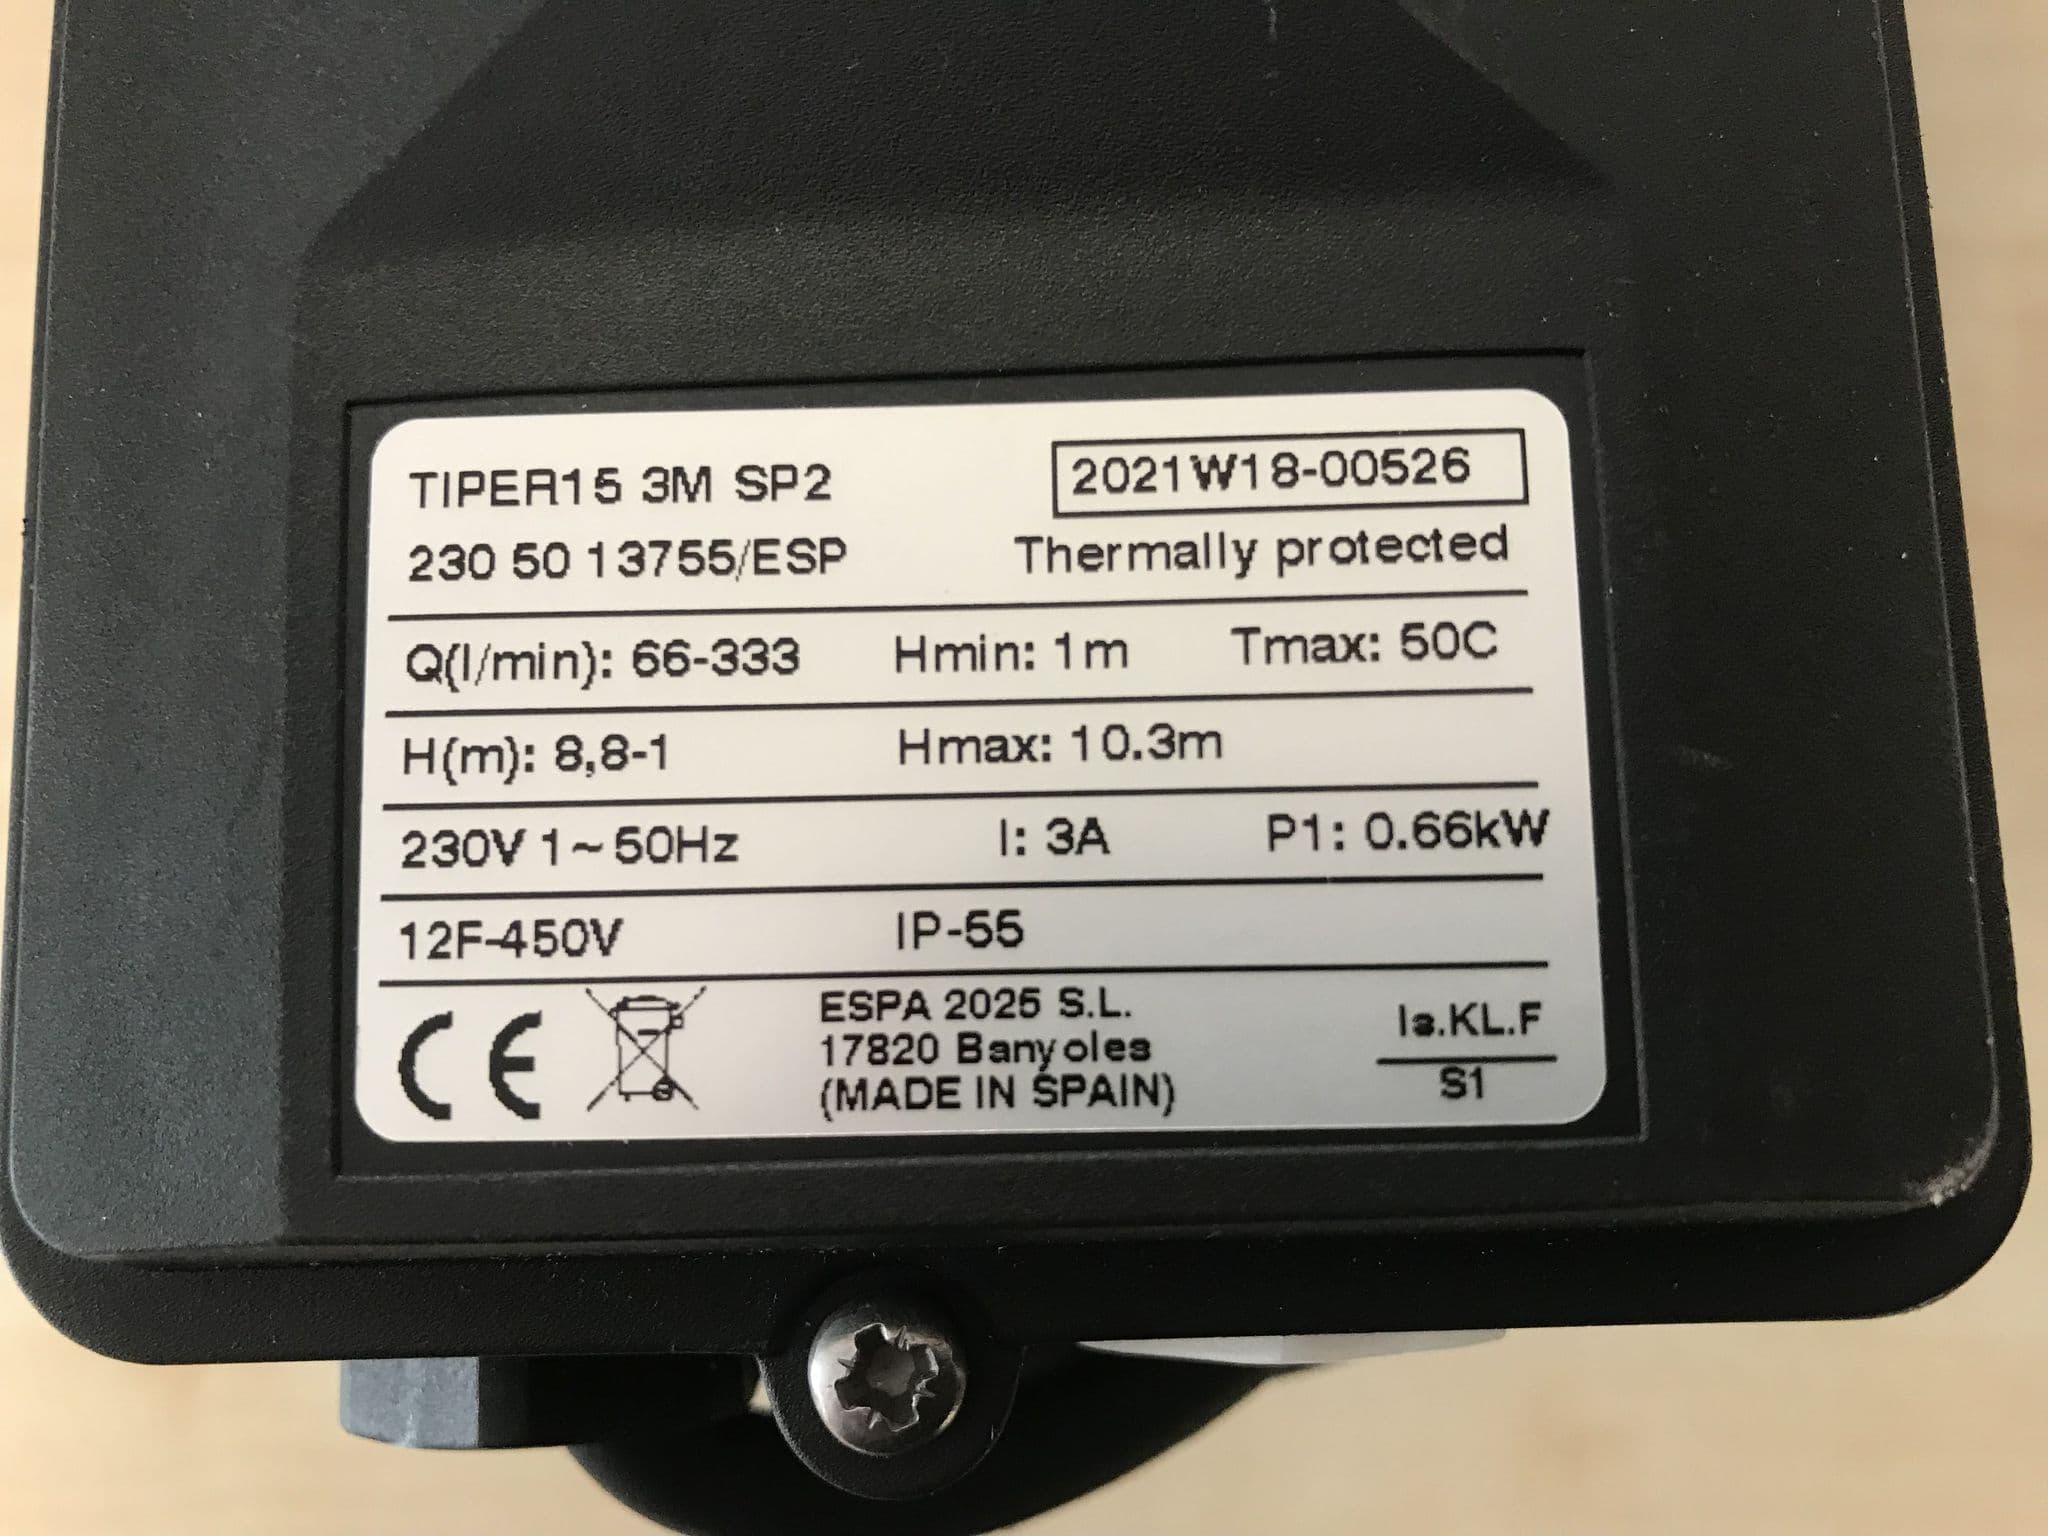 TIPER15 3M SP2
2021W18-00526
230 50 13755/ESP
Thermally protected
Q(l/min): 66-333 Hmin: 1m Tmax: 50C
H(m): 8,8-1 Hmax: 10.3m
230V 1~50Hz I: 3A P1: 0.66kW
12F-450V IP-55
CE
ESPA 2025 S.L.
17820 Banyoles
(MADE IN SPAIN)
Is.KL.F
S1